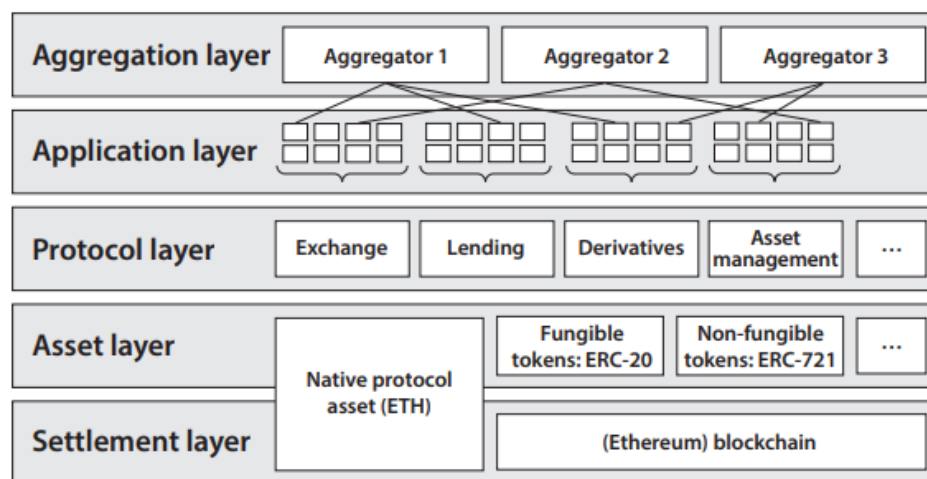 Aggregation layer
Aggregator 1
Aggregator 2
Aggregator 3
Application layer
Protocol layer
Exchange
Lending
Derivatives
Asset
management
...
Asset layer
Native protocol
asset (ETH)
Fungible
tokens: ERC-20
Non-fungible
tokens: ERC-721
...
Settlement layer
(Ethereum) blockchain